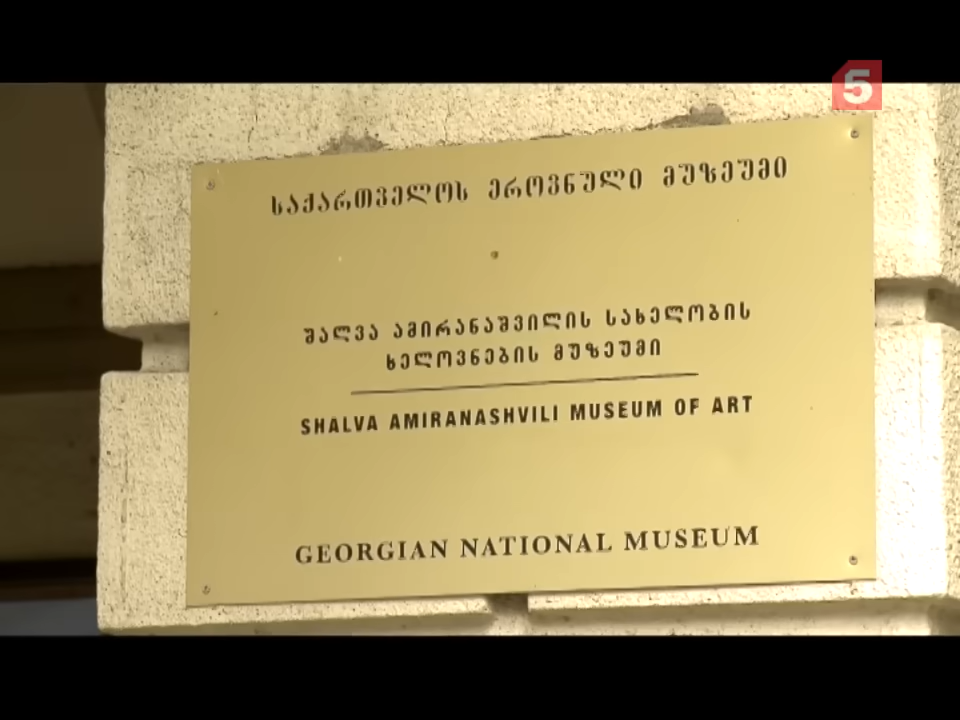 5
ᲡᲐᲥᲐᲠᲗᲕᲔᲚᲝᲡ ᲔᲠᲝᲕᲜᲣᲚᲘ ᲛᲣᲖᲔᲣᲛᲘ
ᲨᲐᲚᲕᲐ ᲐᲛᲘᲠᲐᲜᲐᲨᲕᲘᲚᲘᲡ ᲡᲐᲮᲔᲚᲝᲑᲘᲡ
ᲮᲔᲚᲝᲕᲜᲔᲑᲘᲡ ᲛᲣᲖᲔᲣᲛᲘ
SHALVA AMIRANASHVILI MUSEUM OF ART
GEORGIAN NATIONAL MUSEUM